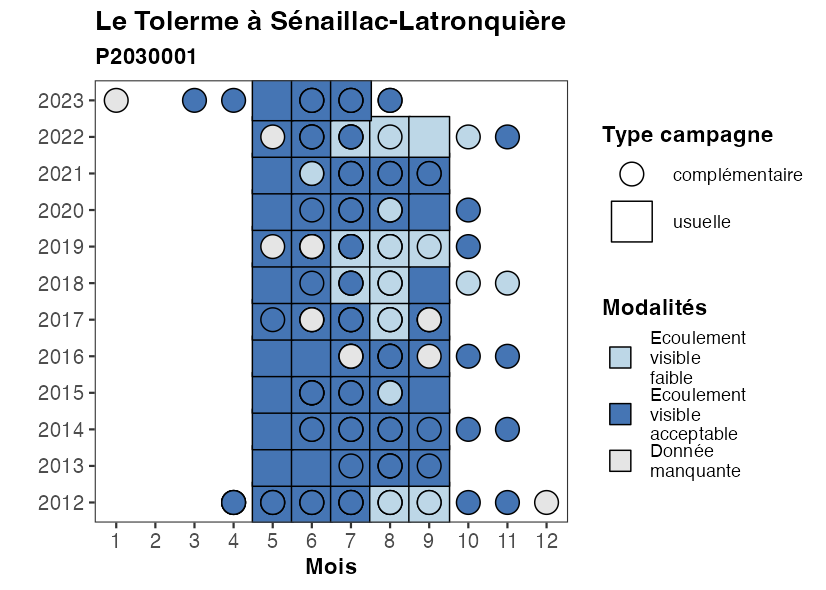 Le Tolerme à Sénaillac-Latronquière
P2030001
2023
2022
2021
2020
2019
2018
2017
2016
2015
2014
2013
2012
1 2 3 4 5 6 7 8 9 10 11 12
Mois
Type campagne
complémentaire
usuelle
Modalités
Ecoulement
visible
faible
Ecoulement
visible
acceptable
Donnée
manquante